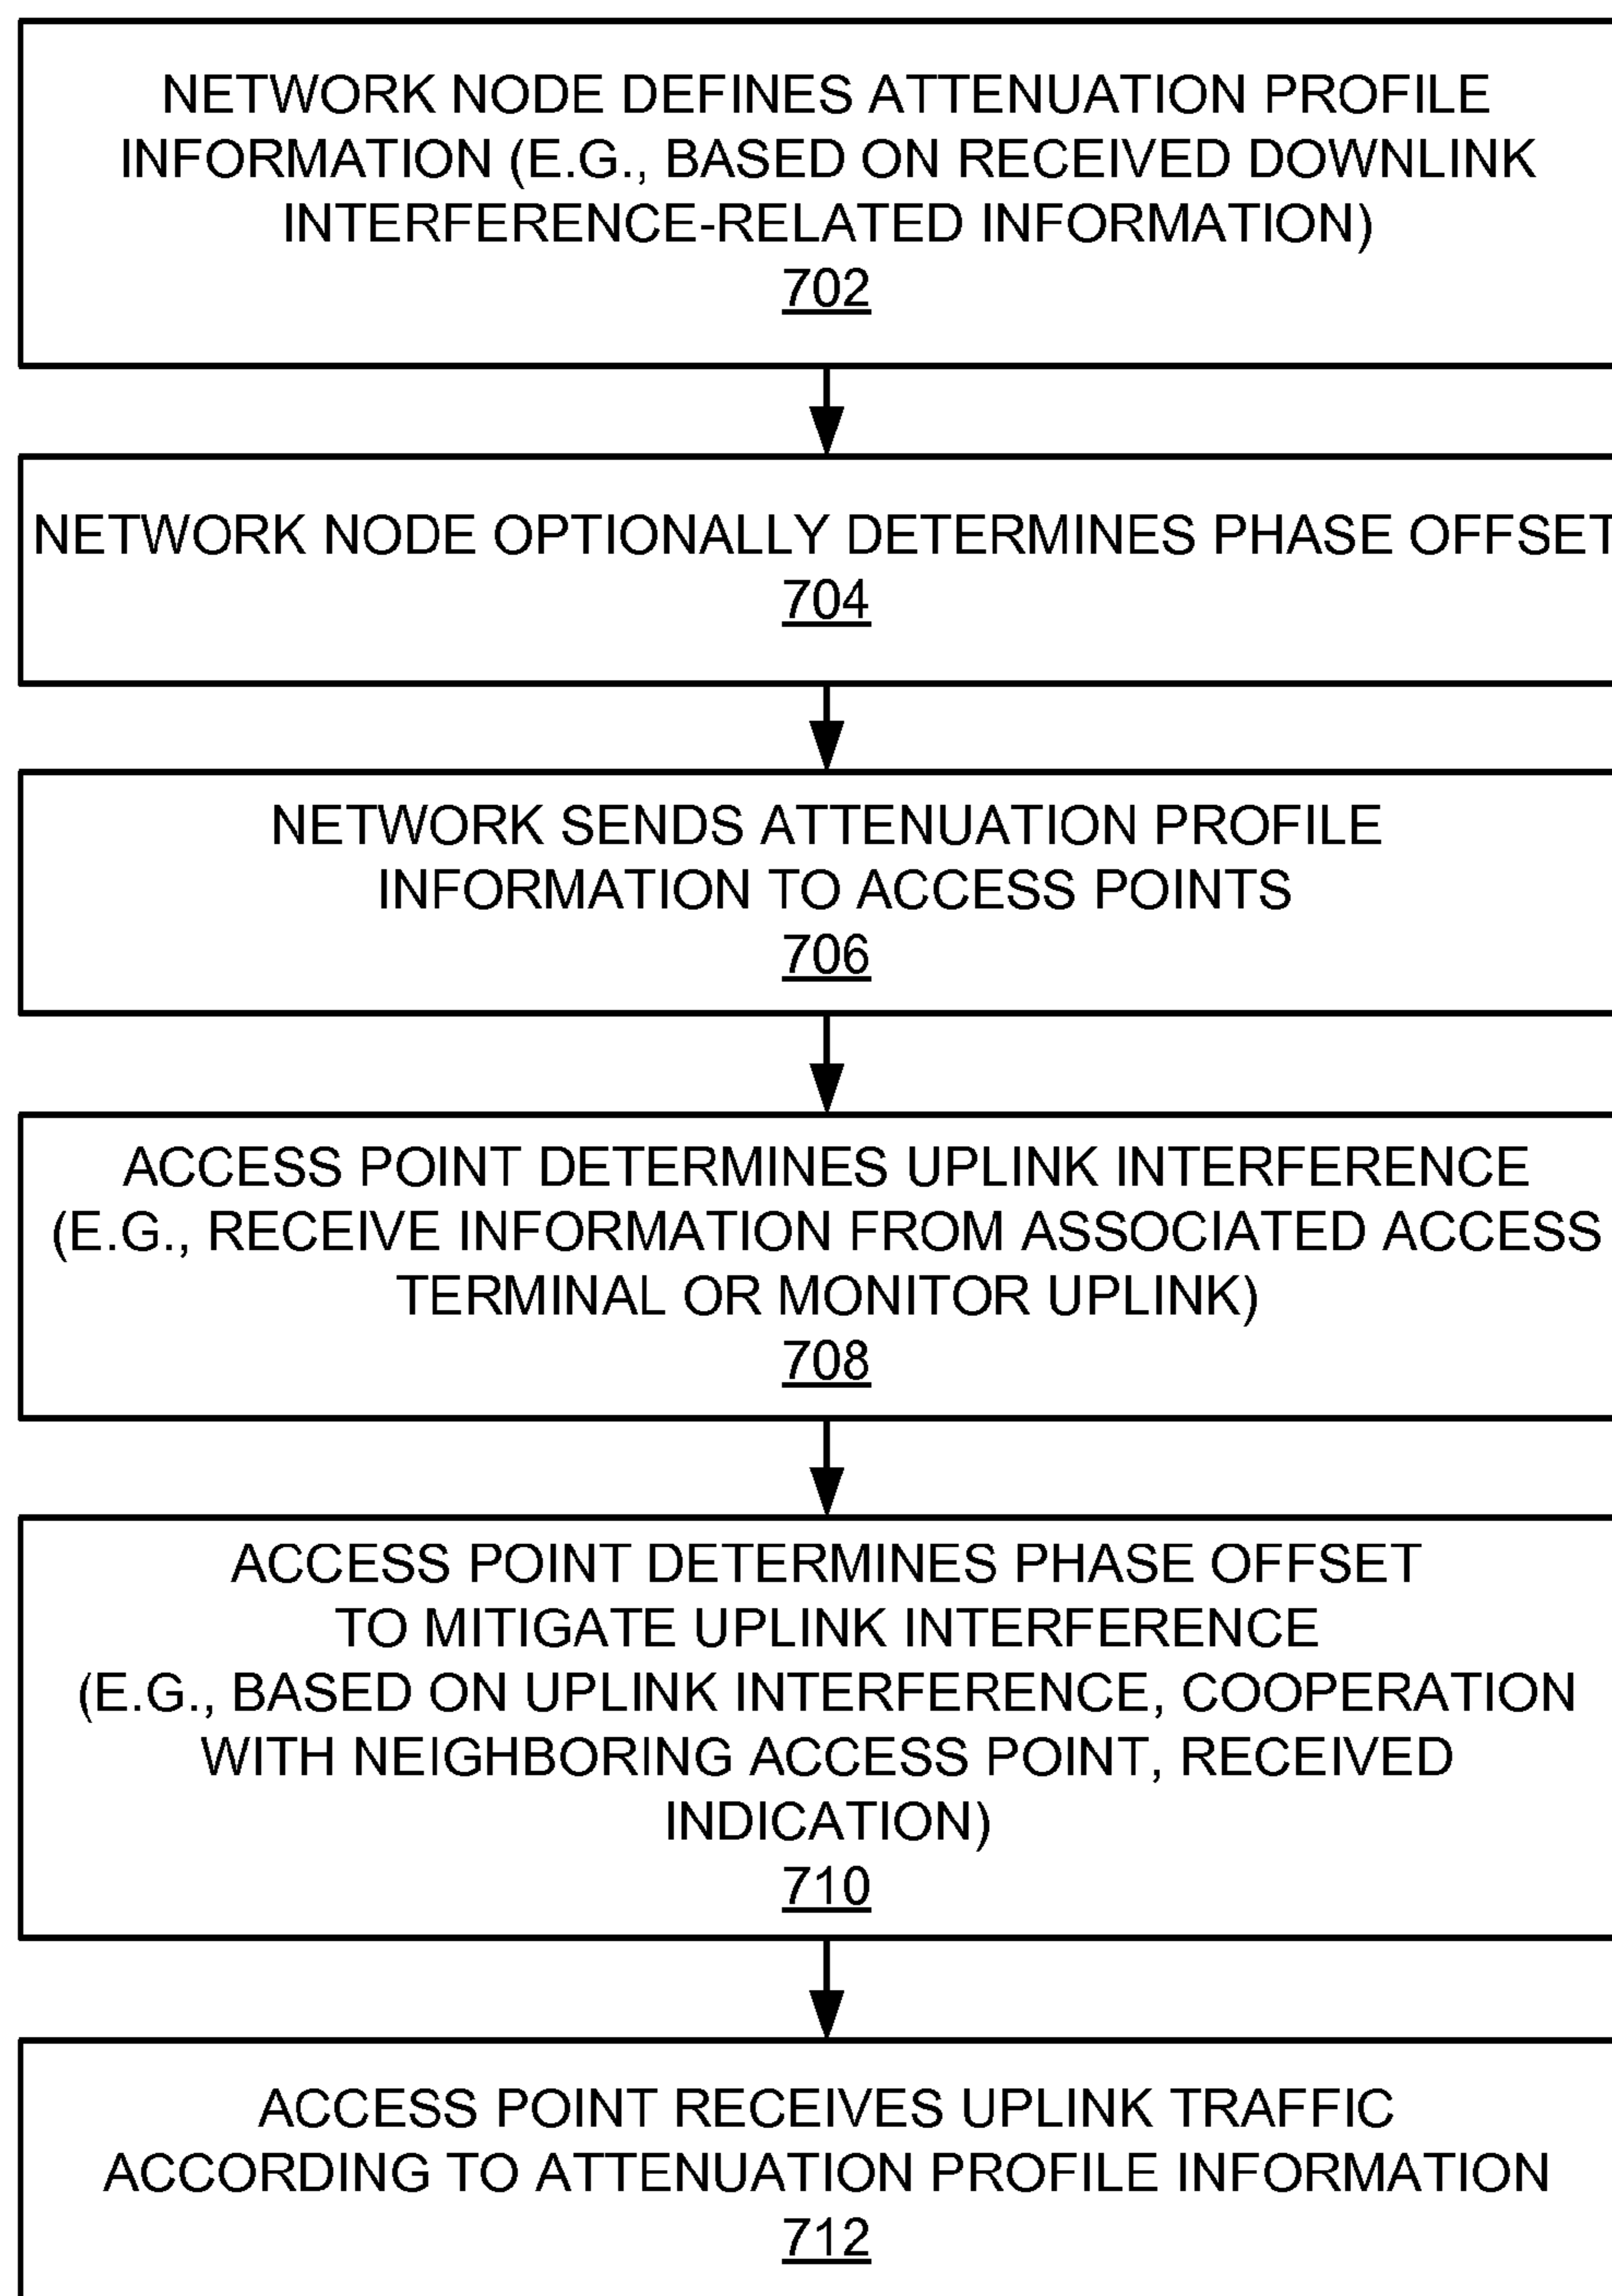 NETWORK NODE DEFINES ATTENUATION PROFILE
INFORMATION (E.G., BASED ON RECEIVED DOWNLINK
INTERFERENCE-RELATED INFORMATION)
702
NETWORK NODE OPTIONALLY DETERMINES PHASE OFFSET
704
NETWORK SENDS ATTENUATION PROFILE
INFORMATION TO ACCESS POINTS
706
ACCESS POINT DETERMINES UPLINK INTERFERENCE
(E.G., RECEIVE INFORMATION FROM ASSOCIATED ACCESS
TERMINAL OR MONITOR UPLINK)
708
ACCESS POINT DETERMINES PHASE OFFSET
TO MITIGATE UPLINK INTERFERENCE
(E.G., BASED ON UPLINK INTERFERENCE, COOPERATION
WITH NEIGHBORING ACCESS POINT, RECEIVED
INDICATION)
710
ACCESS POINT RECEIVES UPLINK TRAFFIC
ACCORDING TO ATTENUATION PROFILE INFORMATION
712